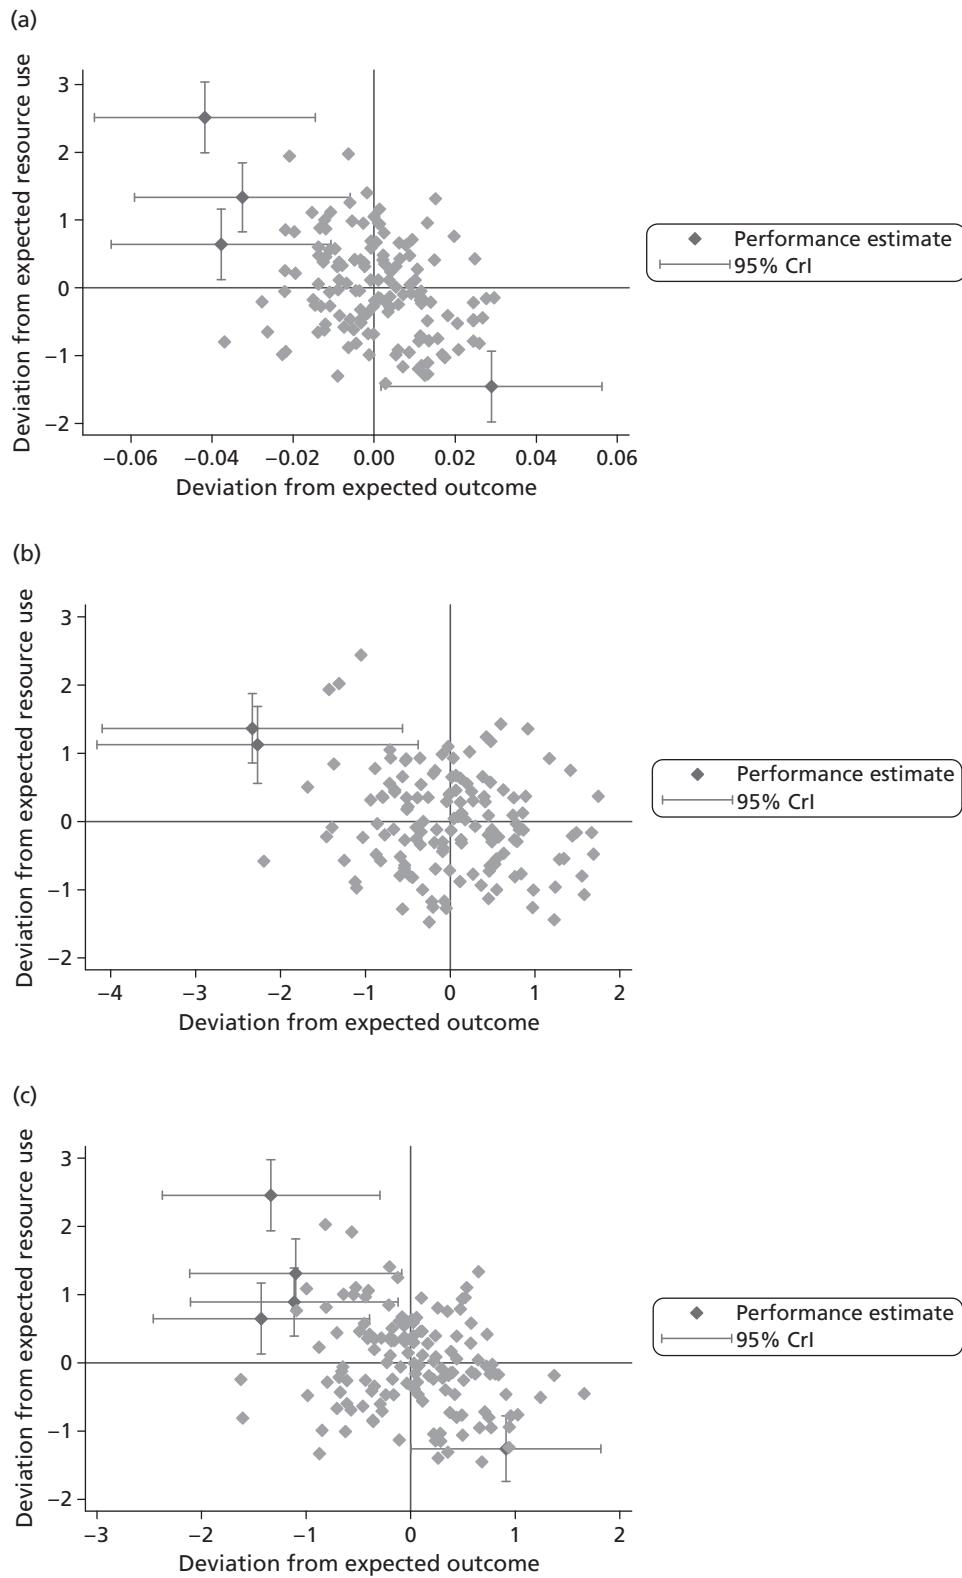 (a)
Deviation from expected resource use
3
2
1
0
−1
−2
−0.06 −0.04 −0.02 0.00 0.02 0.04 0.06
Deviation from expected outcome
Performance estimate
95% CrI
(b)
Deviation from expected resource use
3
2
1
0
−1
−2
−4 −3 −2 −1 0 1 2
Deviation from expected outcome
Performance estimate
95% CrI
(c)
Deviation from expected resource use
3
2
1
0
−1
−2
−3 −2 −1 0 1 2
Deviation from expected outcome
Performance estimate
95% CrI